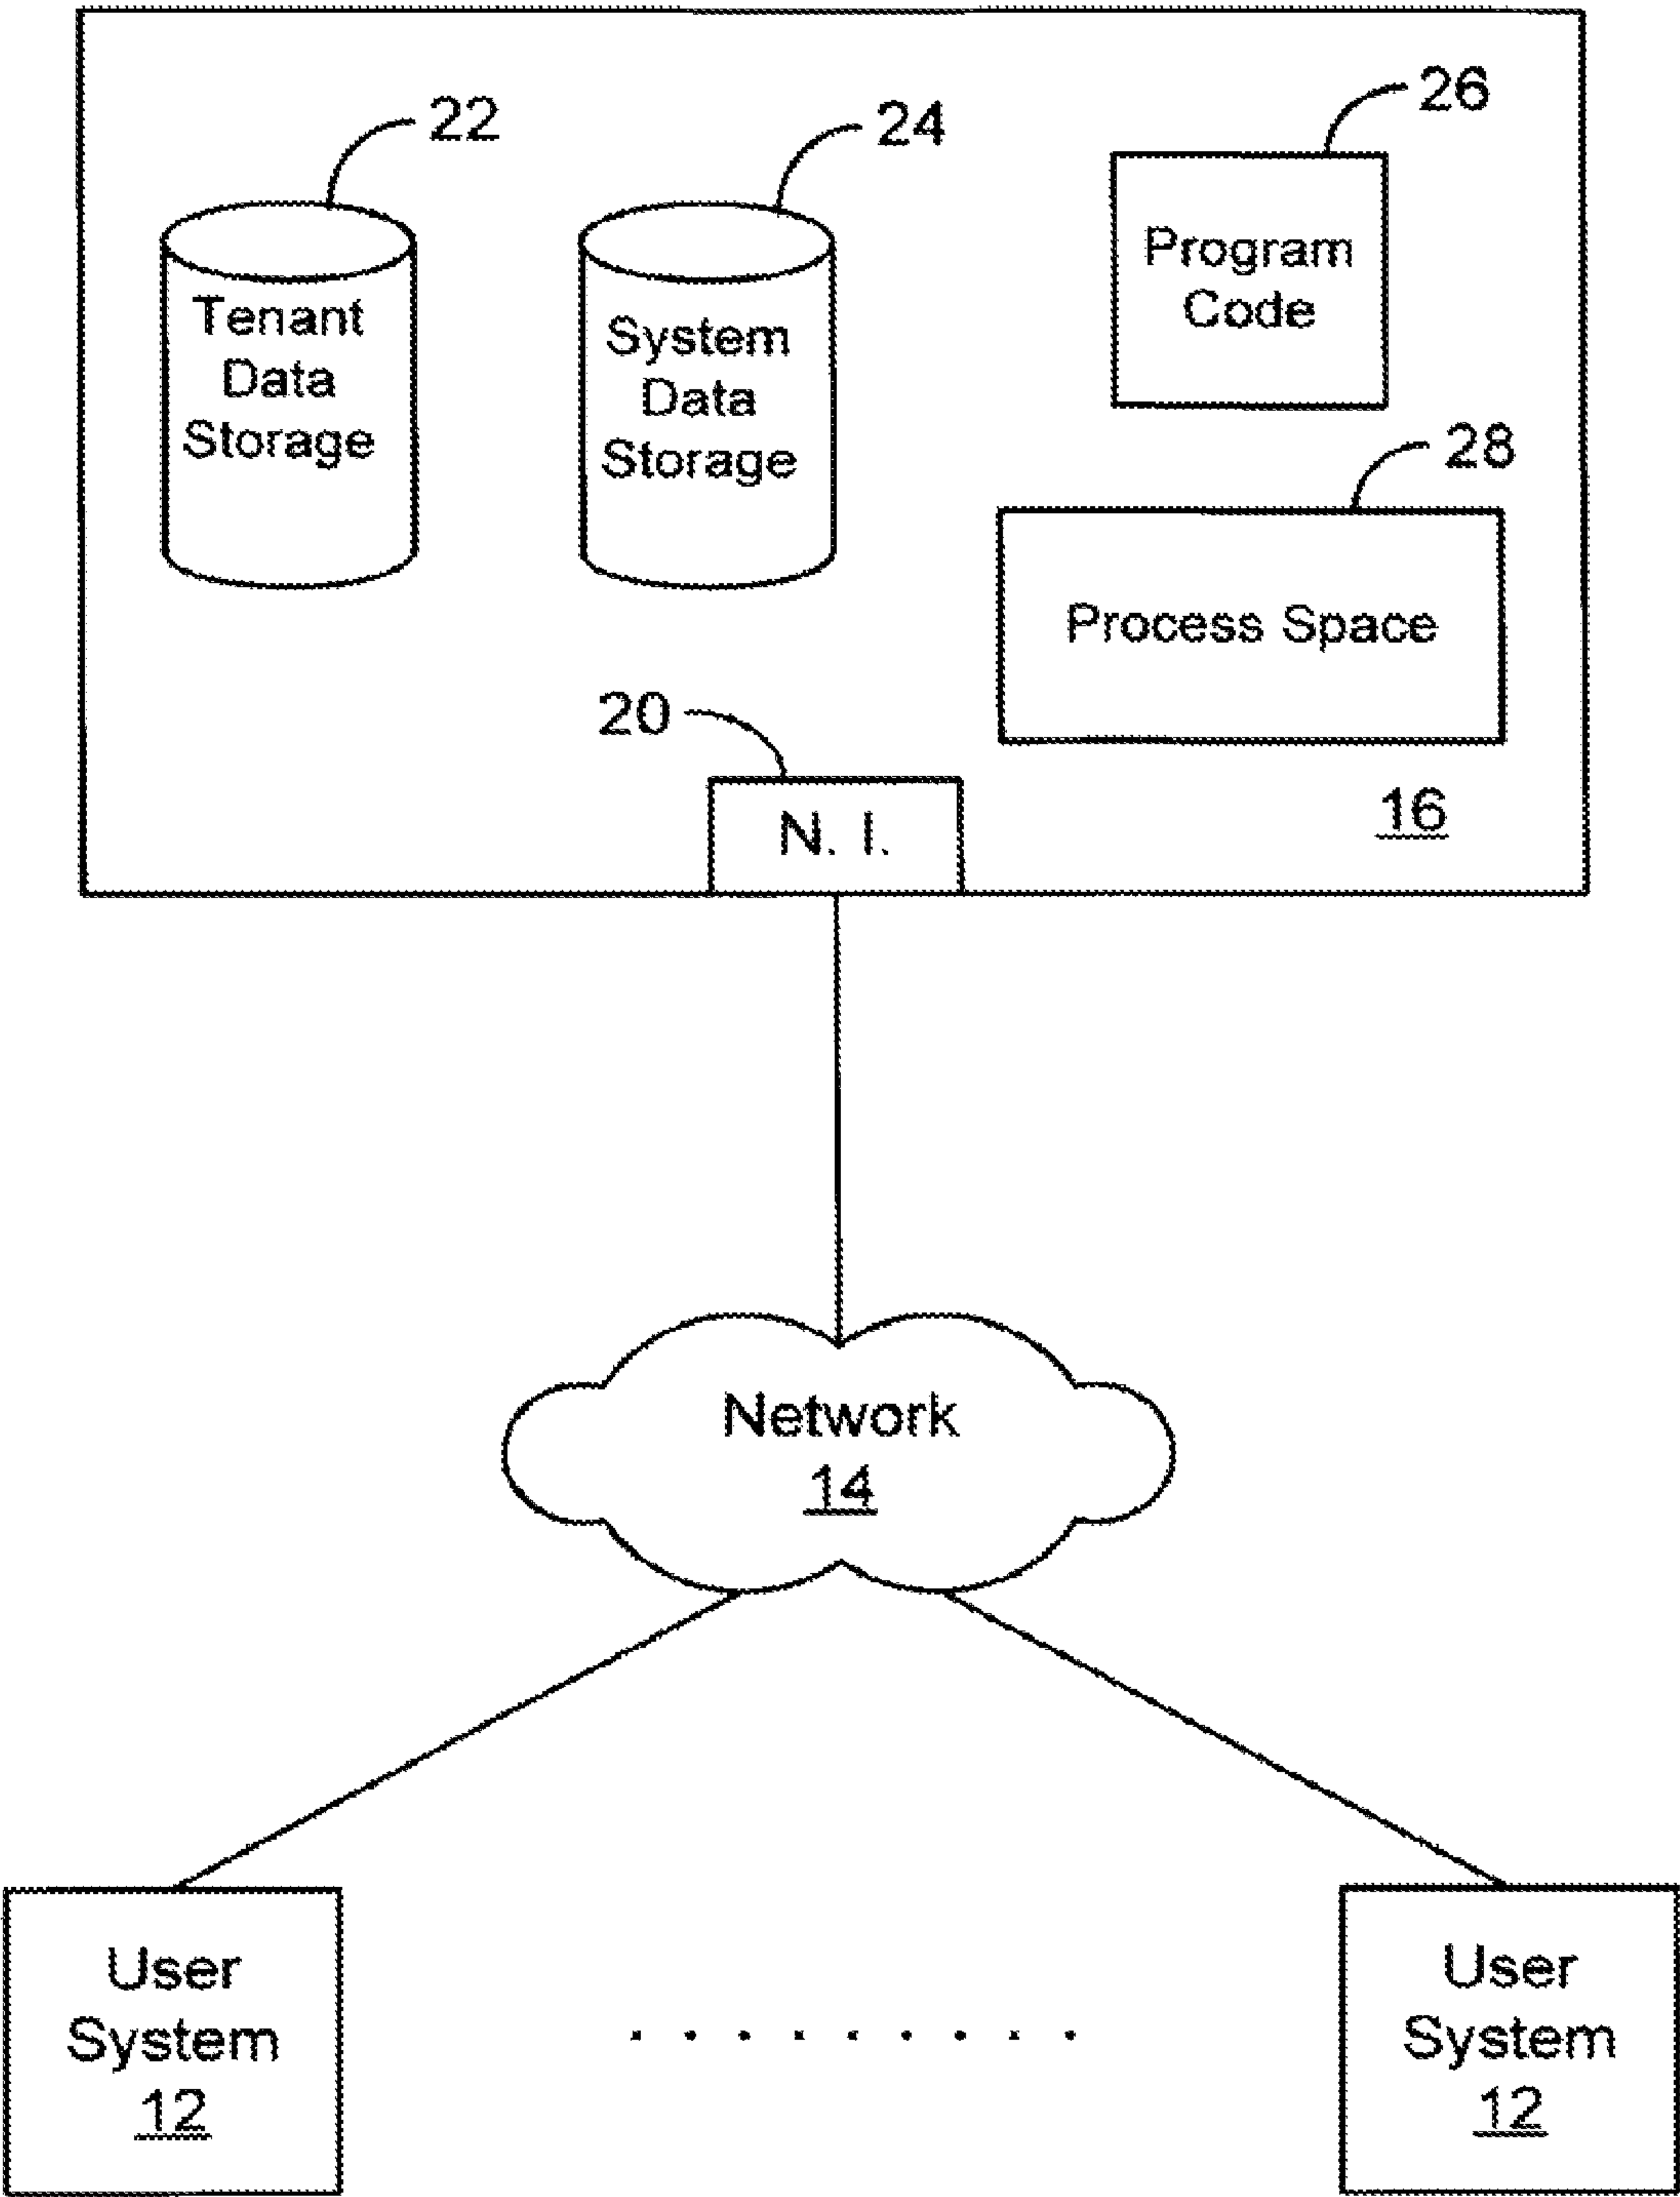 22
24
26
Tenant
Data
Storage
System
Data
Storage
Program
Code
28
Process Space
20
N. I.
16
Network
14
User
System
12
User
System
12